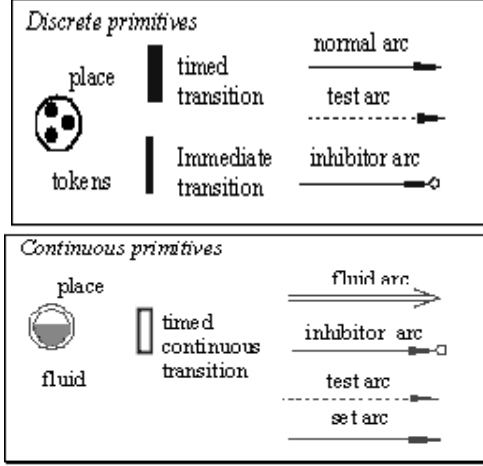 Discrete primitives
place
tokens
timed
transition
Immediate
transition
normal arc
test arc
inhibitor arc
Continuous primitives
place
fluid
timed
continuous
transition
fluid arc
inhibitor arc
test arc
set arc